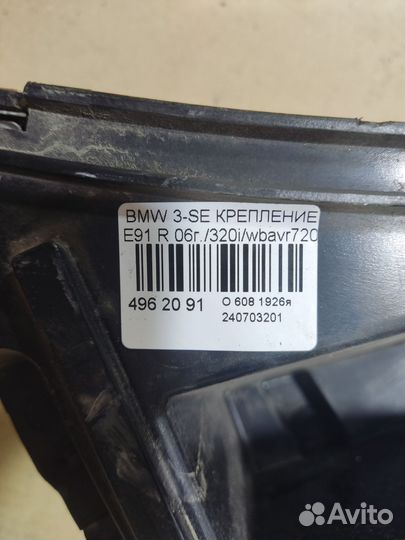 BMW 3-SE КРЕПЛЕНИЕ
E91 R 06г./320i/wbavr720
496 20 91
О 608 1926я
240703201
Avito